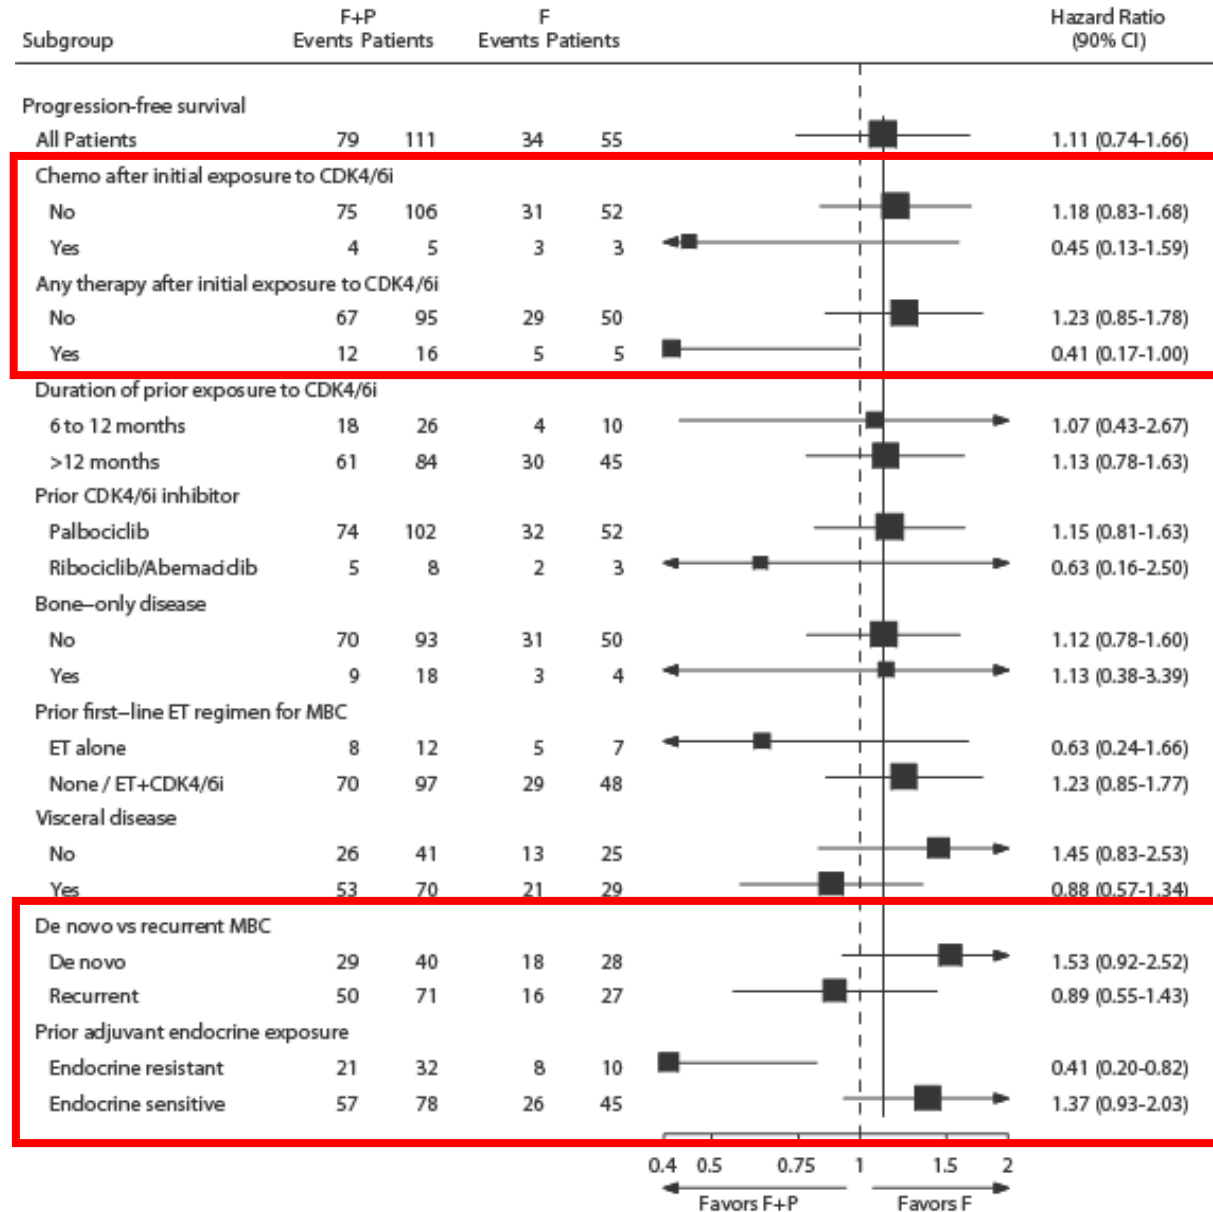 F+P F Hazard Ratio
Subgroup Events Patients Events Patients (90% CI)
Progression-free survival
All Patients 79 111 34 55 1.11 (0.74-1.66)
Chemo after initial exposure to CDK4/6i
No 75 106 31 52 1.18 (0.83-1.68)
Yes 4 5 3 3 0.45 (0.13-1.59)
Any therapy after initial exposure to CDK4/6i
No 67 95 29 50 1.23 (0.85-1.78)
Yes 12 16 5 5 0.41 (0.17-1.00)
Duration of prior exposure to CDK4/6i
6 to 12 months 18 26 4 10 1.07 (0.43-2.67)
>12 months 61 84 30 45 1.13 (0.78-1.63)
Prior CDK4/6i inhibitor
Palbociclib 74 102 32 52 1.15 (0.81-1.63)
Ribociclib/Abemaciclib 5 8 2 3 0.63 (0.16-2.50)
Bone–only disease
No 70 93 31 50 1.12 (0.78-1.60)
Yes 9 18 3 4 1.13 (0.38-3.39)
Prior first–line ET regimen for MBC
ET alone 8 12 5 7 0.63 (0.24-1.66)
None / ET+CDK4/6i 70 97 29 48 1.23 (0.85-1.77)
Visceral disease
No 26 41 13 25 1.45 (0.83-2.53)
Yes 53 70 21 29 0.88 (0.57-1.34)
De novo vs recurrent MBC
De novo 29 40 18 28 1.53 (0.92-2.52)
Recurrent 50 71 16 27 0.89 (0.55-1.43)
Prior adjuvant endocrine exposure
Endocrine resistant 21 32 8 10 0.41 (0.20-0.82)
Endocrine sensitive 57 78 26 45 1.37 (0.93-2.03)
0.4 0.5 0.75 1 1.5 2
Favors F+P Favors F